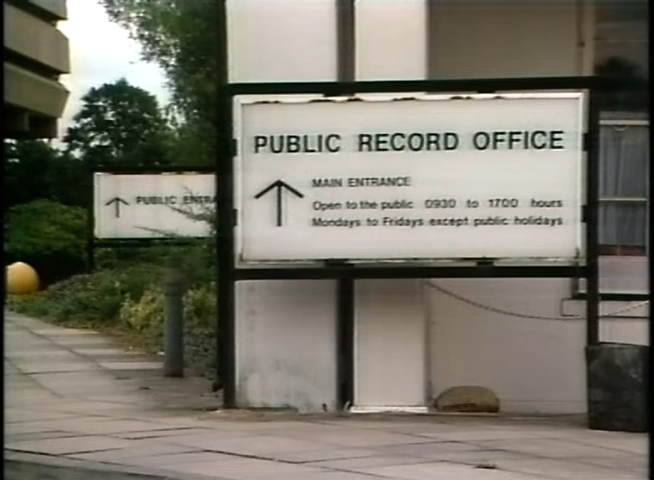 PUBLIC RECORD OFFICE
MAIN ENTRANCE
Open to the public 0930 to 1700 hours
Mondays to Fridays except public holidays
PUBLIC